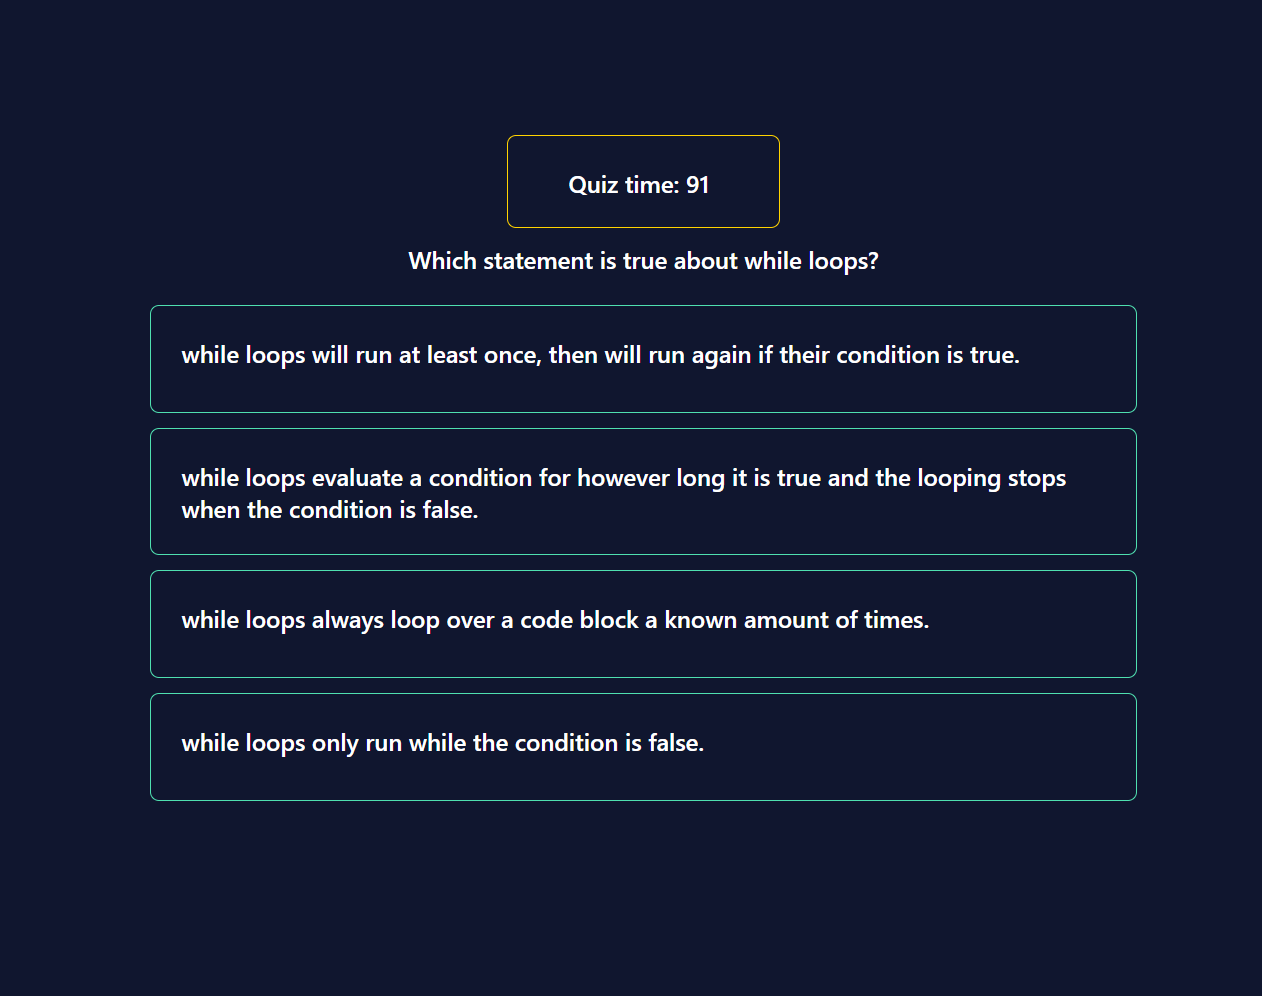 Quiz time: 91
Which statement is true about while loops?
while loops will run at least once, then will run again if their condition is true.
while loops evaluate a condition for however long it is true and the looping stops
when the condition is false.
while loops always loop over a code block a known amount of times.
while loops only run while the condition is false.